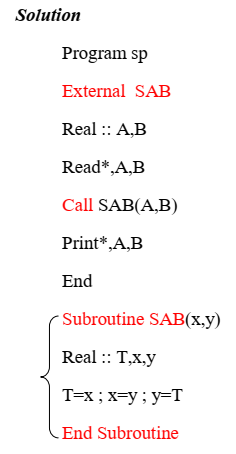 Solution
Program sp
External SAB
Real :: A,B
Read*,A,B
Call SAB(A,B)
Print*,A,B
End
Subroutine SAB(x,y)
Real :: T,x,y
T=x ; x=y ; y=T
End Subroutine